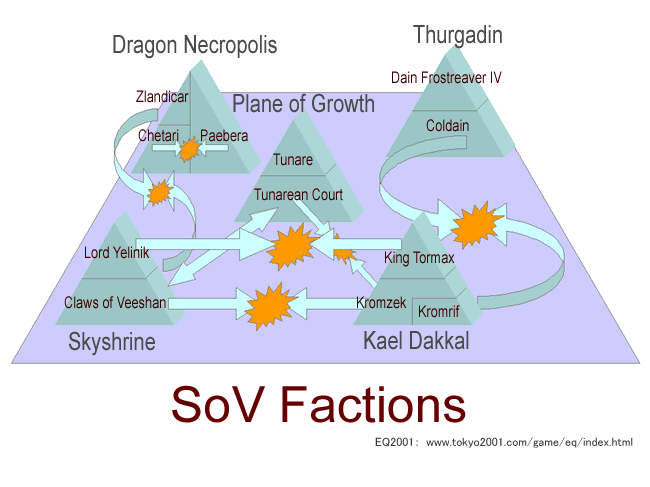 Thurgadin
Dragon Necropolis
Dain Frostreaver IV
Zlandicar
Plane of Growth
Coldain
Chetari
Paebera
Tunare
Tunarean Court
Lord Yelinik
King Tormax
Claws of Veeshan
Kromzek
Kromrif
Skyshrine
Kael Dakkal
SoV Factions
EQ2001: www.tokyo2001.com/game/eq/index.html